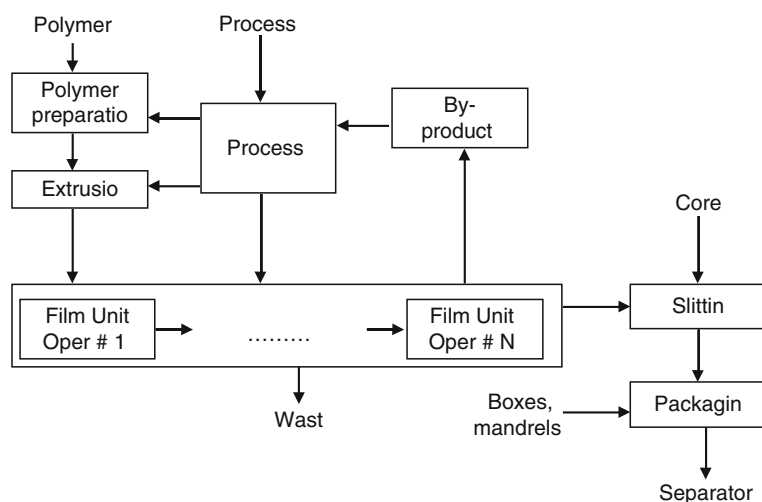 Polymer
Process
Polymer
preparatio
Process
By-
product
Extrusio
Core
Film Unit
Oper # 1
.........
Film Unit
Oper # N
Slittin
Wast
Boxes,
mandrels
Packagin
Separator